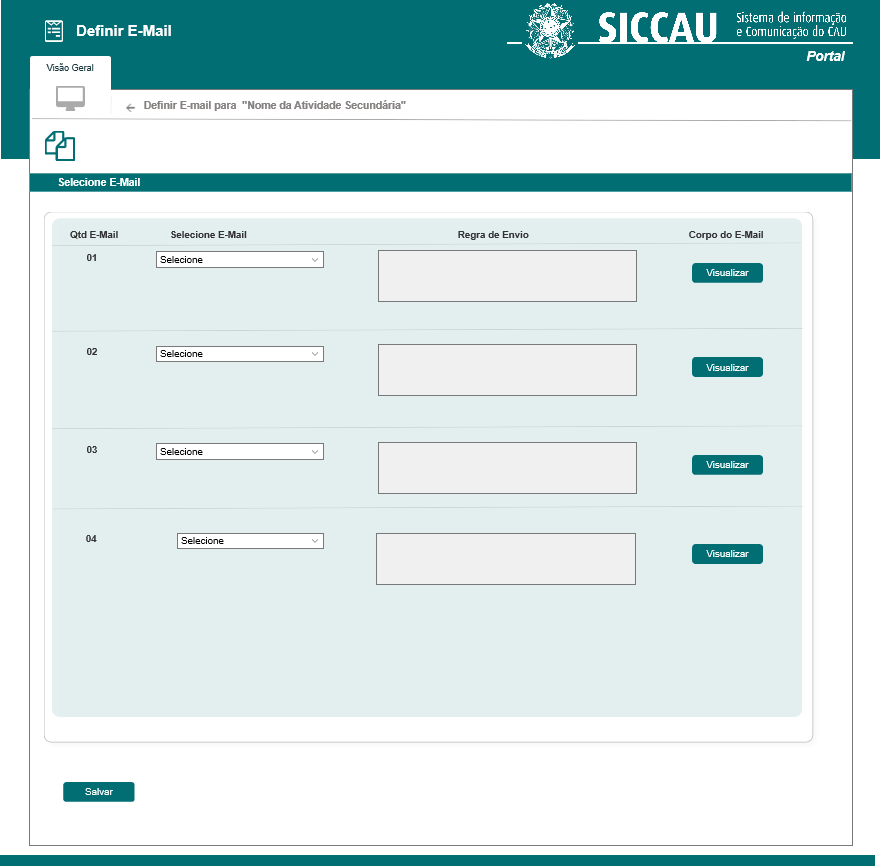 Definir E-Mail
SICCAU
Sistema de informação
e Comunicação do CAU
Portal
Visão Geral
Definir E-mail para "Nome da Atividade Secundária"
Selecione E-Mail
Qtd E-Mail Selecione E-Mail Regra de Envio Corpo do E-Mail
01 Selecione Visualizar
02 Selecione Visualizar
03 Selecione Visualizar
04 Selecione Visualizar
Salvar